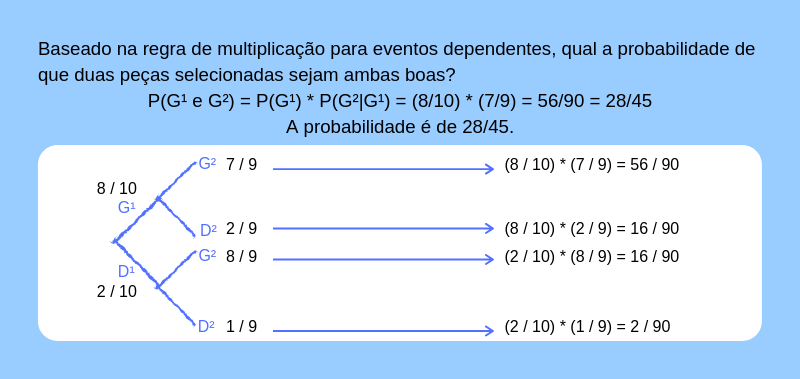 Baseado na regra de multiplicação para eventos dependentes, qual a probabilidade de
que duas peças selecionadas sejam ambas boas?
P(G¹ e G²) = P(G¹) * P(G²|G¹) = (8/10) * (7/9) = 56/90 = 28/45
A probabilidade é de 28/45.
G² 7 / 9 (8 / 10) * (7 / 9) = 56 / 90
8 / 10
G¹
D² 2 / 9 (8 / 10) * (2 / 9) = 16 / 90
G² 8 / 9 (2 / 10) * (8 / 9) = 16 / 90
D¹
2 / 10
D² 1 / 9 (2 / 10) * (1 / 9) = 2 / 90